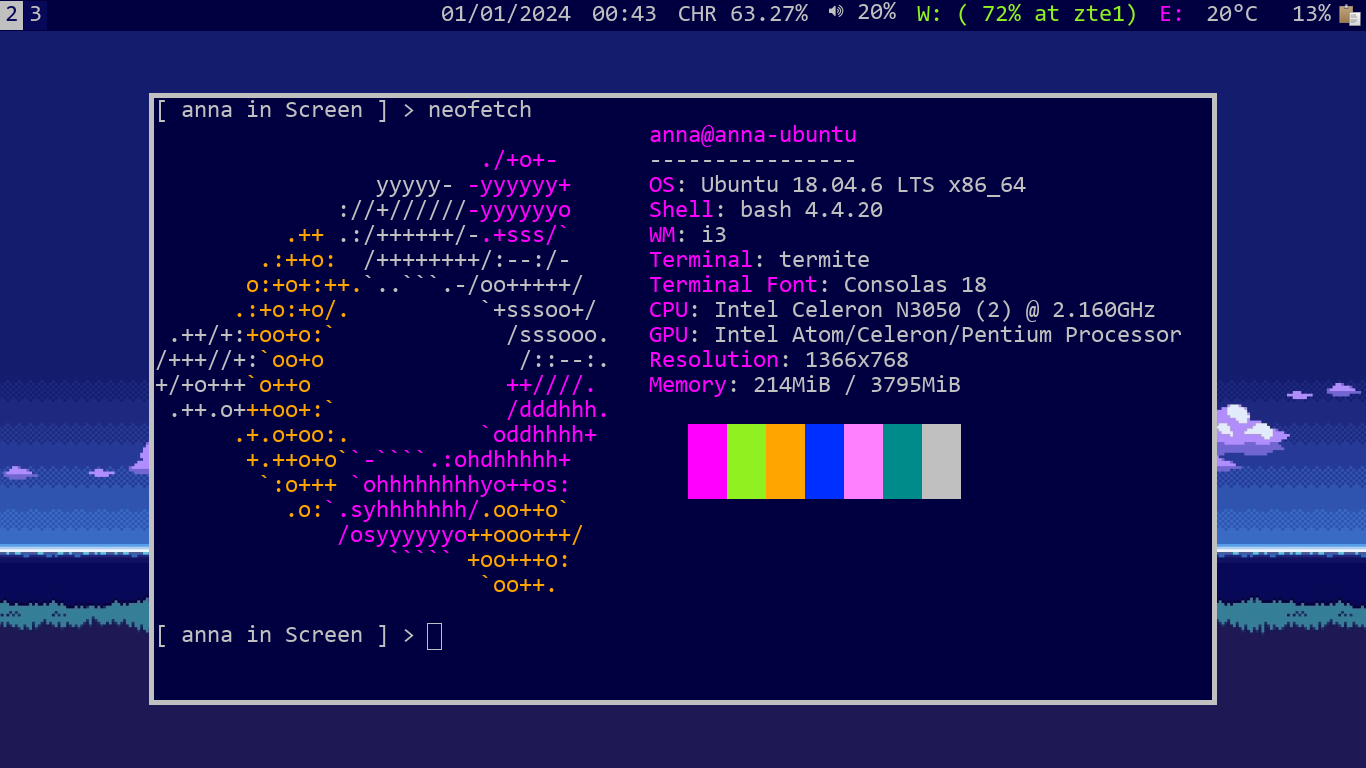 2 3 01/01/2024 00:43 CHR 63.27% 20% W: ( 72% at zte1) E: 20°C 13%
[ anna in Screen ] > neofetch
anna@anna-ubuntu
./+o+- ----------------
yyyyy- -yyyyyy+ OS: Ubuntu 18.04.6 LTS x86_64
://+//////-yyyyyyo Shell: bash 4.4.20
.++ .:/++++++/-.+sss/` WM: i3
.:++o: /++++++++/:--:/- Terminal: termite
o:+o+:++.`..```.-/oo+++++/ Terminal Font: Consolas 18
.:+o:+o/. `+sssoo+/ CPU: Intel Celeron N3050 (2) @ 2.160GHz
.++/+:+oo+o:` /sssooo. GPU: Intel Atom/Celeron/Pentium Processor
/+++//+:`oo+o /::--:. Resolution: 1366x768
+/+o+++`o++o ++////. Memory: 214MiB / 3795MiB
.++.o+++oo+:` /dddhhh.
.+.o+oo:. `oddhhhh+
+.++o+o``-````.:ohdhhhhh+
`:o+++ `ohhhhhhhhyo++os:
.o:`.syhhhhhhh/.oo++o`
/osyyyyyyo++ooo+++/
````` +oo+++o:
`oo++.
[ anna in Screen ] >